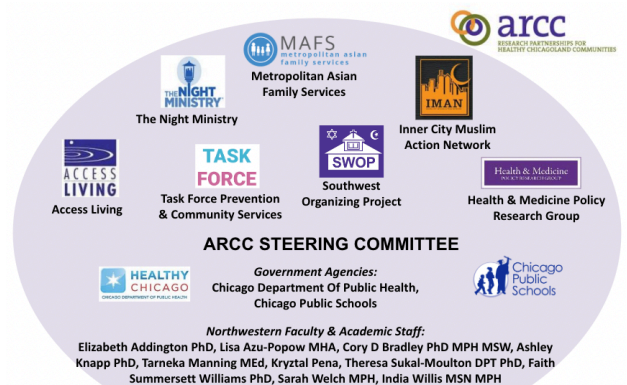 arcc
RESEARCH PARTNERSHIPS FOR
HEALTHY CHICAGOLAND COMMUNITIES
MAFS
metropolitan asian
family services
Metropolitan Asian
Family Services
THE NIGHT
MINISTRY
The Night Ministry
IMAN
Inner City Muslim
Action Network
ACCESS
LIVING
Access Living
TASK
FORCE
Task Force Prevention
& Community Services
SWOP
Southwest
Organizing Project
Health & Medicine
POLICY RESEARCH GROUP
Health & Medicine Policy
Research Group
ARCC STEERING COMMITTEE
HEALTHY
CHICAGO
CHICAGO DEPARTMENT OF PUBLIC HEALTH
Government Agencies:
Chicago Department Of Public Health,
Chicago Public Schools
Chicago
Public
Schools
Northwestern Faculty & Academic Staff:
Elizabeth Addington PhD, Lisa Azu-Popow MHA, Cory D Bradley PhD MPH MSW, Ashley
Knapp PhD, Tarneka Manning MEd, Kryztal Pena, Theresa Sukal-Moulton DPT PhD, Faith
Summersett Williams PhD, Sarah Welch MPH, India Willis MSN MPH